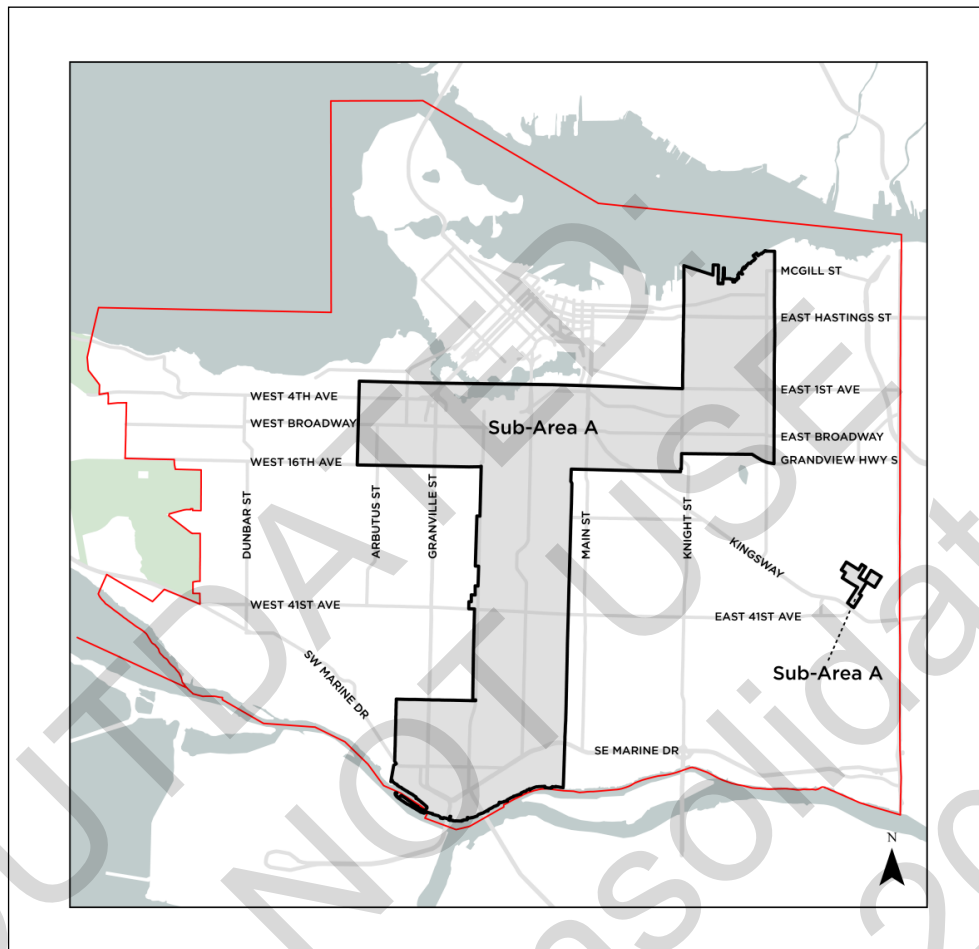 MCGILL ST
EAST HASTINGS ST
WEST 4TH AVE
EAST 1ST AVE
WEST BROADWAY
Sub-Area A
EAST BROADWAY
WEST 16TH AVE
GRANDVIEW HWY S
DUNBAR ST
ARBUTUS ST
GRANVILLE ST
MAIN ST
KNIGHT ST
KINGSWAY
WEST 41ST AVE
EAST 41ST AVE
SW MARINE DR
Sub-Area A
SE MARINE DR
N
NOT USE